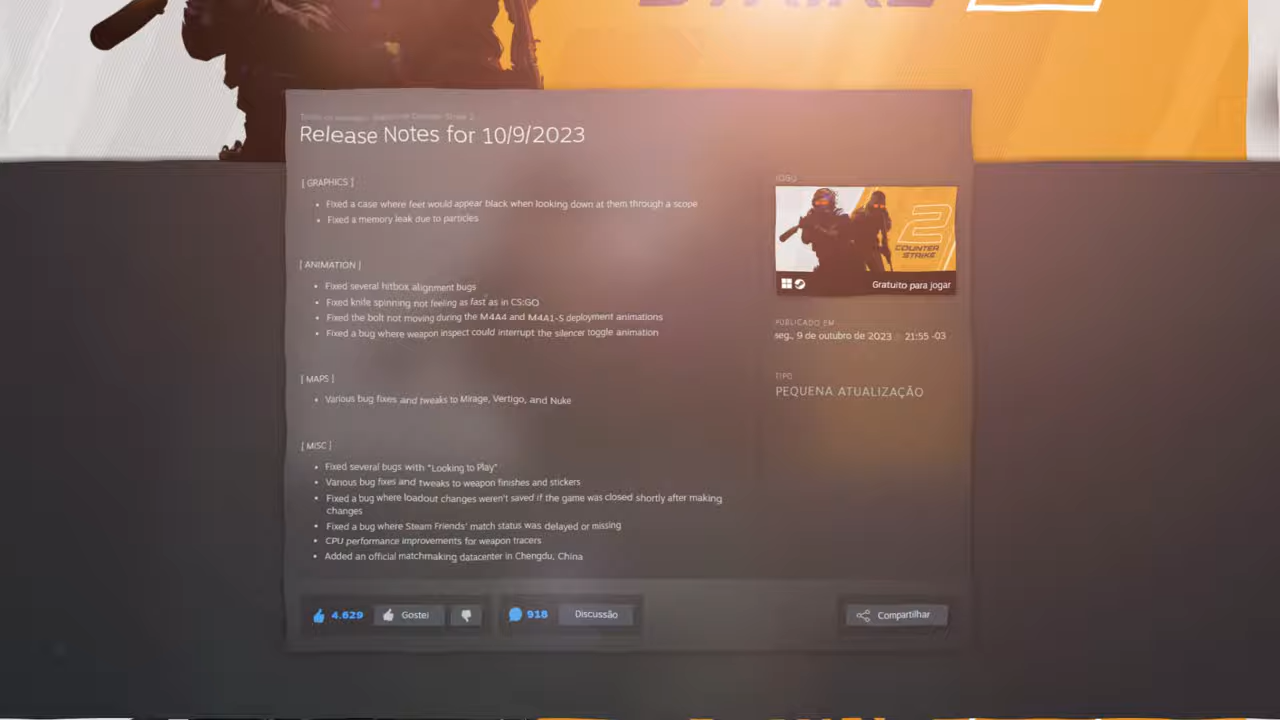 STRIKE 2
Release Notes for 10/9/2023
[ GRAPHICS ]
• Fixed a case where feet would appear black when looking down at them through a scope
• Fixed a memory leak due to particles
[ ANIMATION ]
• Fixed several hitbox alignment bugs
• Fixed knife spinning not feeling as fast as in CS:GO
• Fixed the bolt not moving during the M4A4 and M4A1-S deployment animations
• Fixed a bug where weapon inspect could interrupt the silencer toggle animation
[ MAPS ]
• Various bug fixes and tweaks to Mirage, Vertigo, and Nuke
[ MISC ]
• Fixed several bugs with "Looking to Play"
• Various bug fixes and tweaks to weapon finishes and stickers
• Fixed a bug where loadout changes weren't saved if the game was closed shortly after making
changes
• Fixed a bug where Steam Friends' match status was delayed or missing
• CPU performance improvements for weapon tracers
• Added an official matchmaking datacenter in Chengdu, China
JOGO
2
COUNTER
STRIKE
Gratuito para jogar
PUBLICADO EM
seg., 9 de outubro de 2023 21:55 -03
TIPO
PEQUENA ATUALIZAÇÃO
4.629 Gostei 918 Discussão Compartilhar